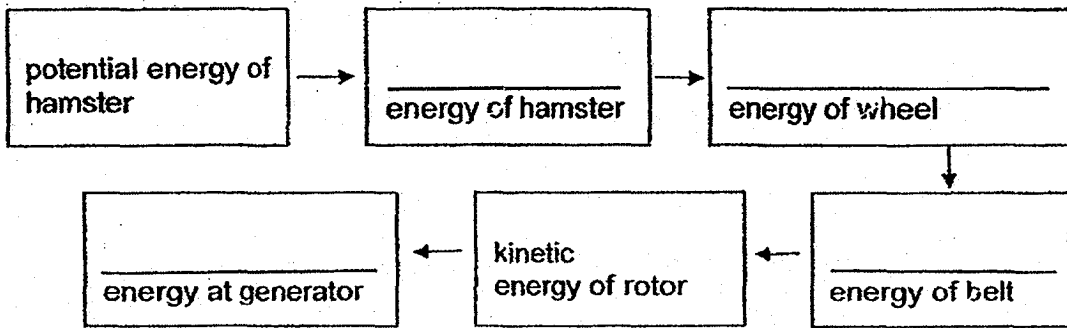 potential energy of
hamster
energy of hamster
energy of wheel
energy of belt
kinetic
energy of rotor
energy at generator